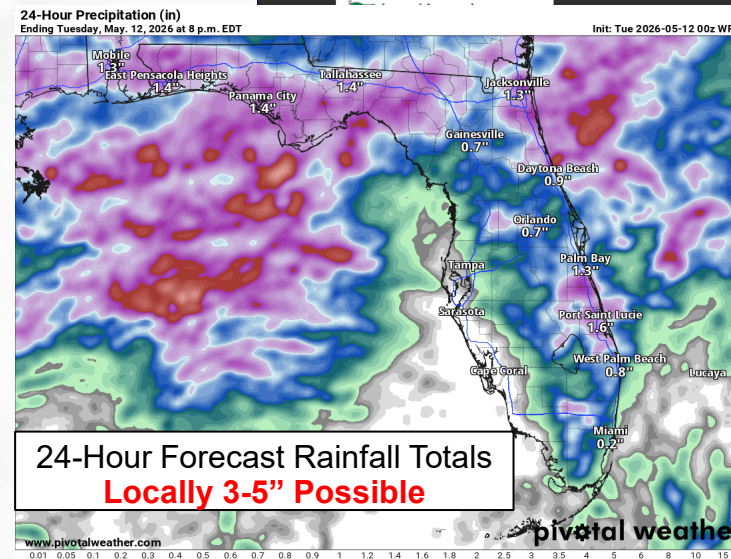 24-Hour Precipitation (in)
Ending Tuesday, May. 12, 2026 at 8 p.m. EDT
Init: Tue 2026-05-12 00z
Mobile
1.3"
East Pensacola Heights
1.4"
Panama City
1.4"
Tallahassee
1.4"
Jacksonville
1.3"
Gainesville
0.7"
Daytona Beach
0.9"
Orlando
0.7"
Tampa
Palm Bay
1.3"
Sarasota
Port Saint Lucie
1.6"
West Palm Beach
0.8"
Cape Coral
Lucaya
Miami
0.2"
24-Hour Forecast Rainfall Totals
Locally 3-5” Possible
www.pivotalweather.com
pivotal weathe
0.01 0.05 0.1 0.2 0.3 0.4 0.5 0.6 0.7 0.8 0.9 1 1.2 1.4 1.6 1.8 2 2.5 3 3.5 4 5 6 7 8 9 10 15